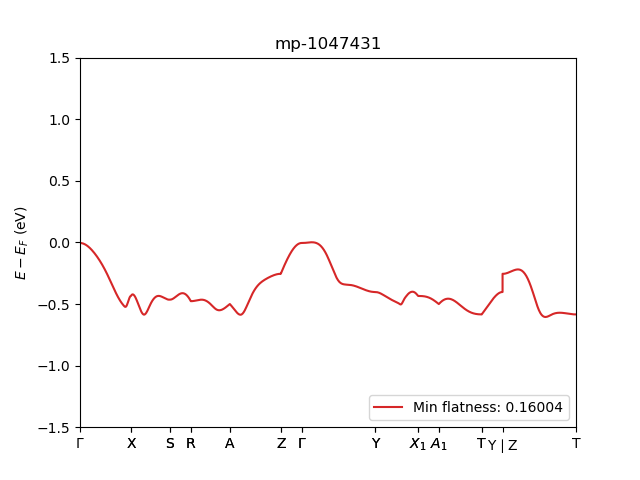 mp-1047431
1.5
1.0
0.5
0.0
−0.5
−1.0
−1.5
E − E_F (eV)
Min flatness: 0.16004
Γ X S R A Z Γ Y X₁ A₁ T Y | Z T